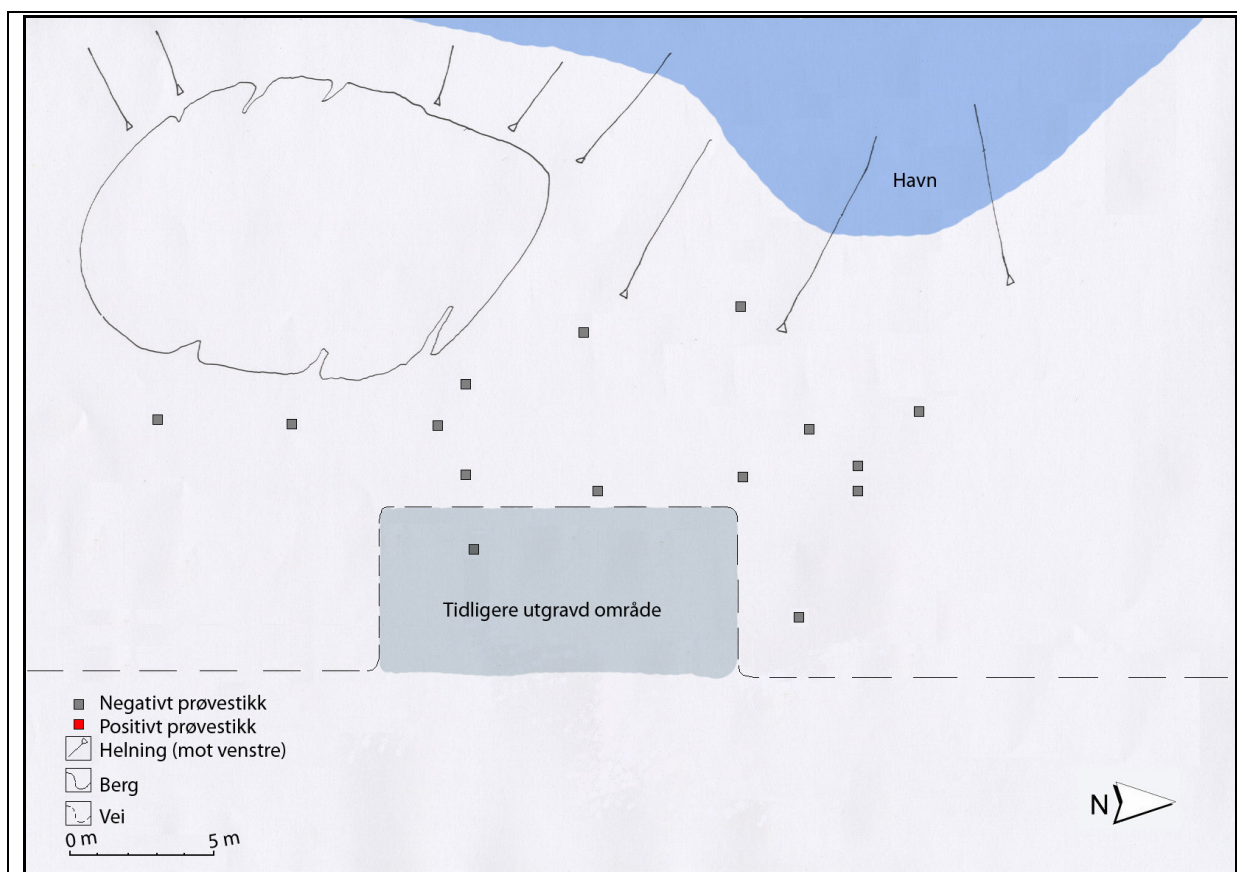 Havn
Tidligere utgravd område
Negativt prøvestikk
Positivt prøvestikk
Helning (mot venstre)
Berg
Vei
0 m 5 m
N